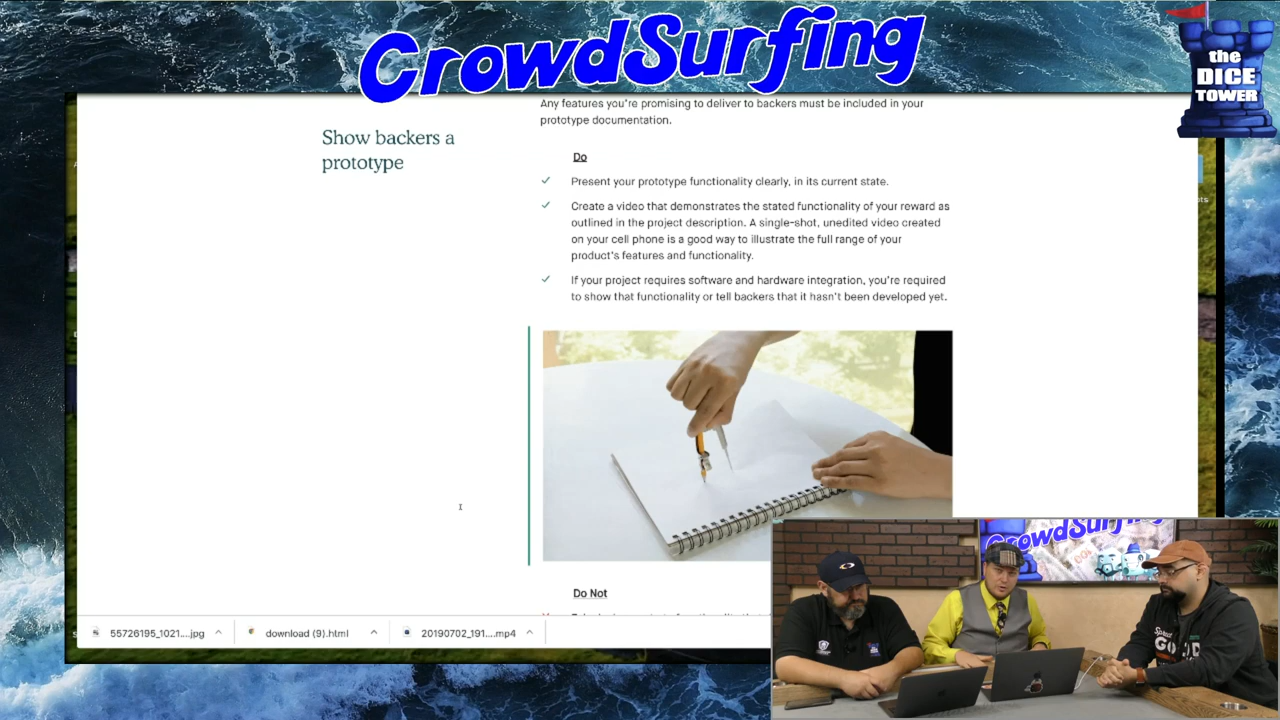 CrowdSurfing
the
DICE
TOWER
Any features you're promising to deliver to backers must be included in your
prototype documentation.
Show backers a
prototype
Do
Present your prototype functionality clearly, in its current state.
Create a video that demonstrates the stated functionality of your reward as
outlined in the project description. A single-shot, unedited video created
on your cell phone is a good way to illustrate the full range of your
product's features and functionality.
If your project requires software and hardware integration, you're required
to show that functionality or tell backers that it hasn't been developed yet.
Do Not
55726195_1021....jpg
download (9).html
20190702_191....mp4
CrowdSurfing